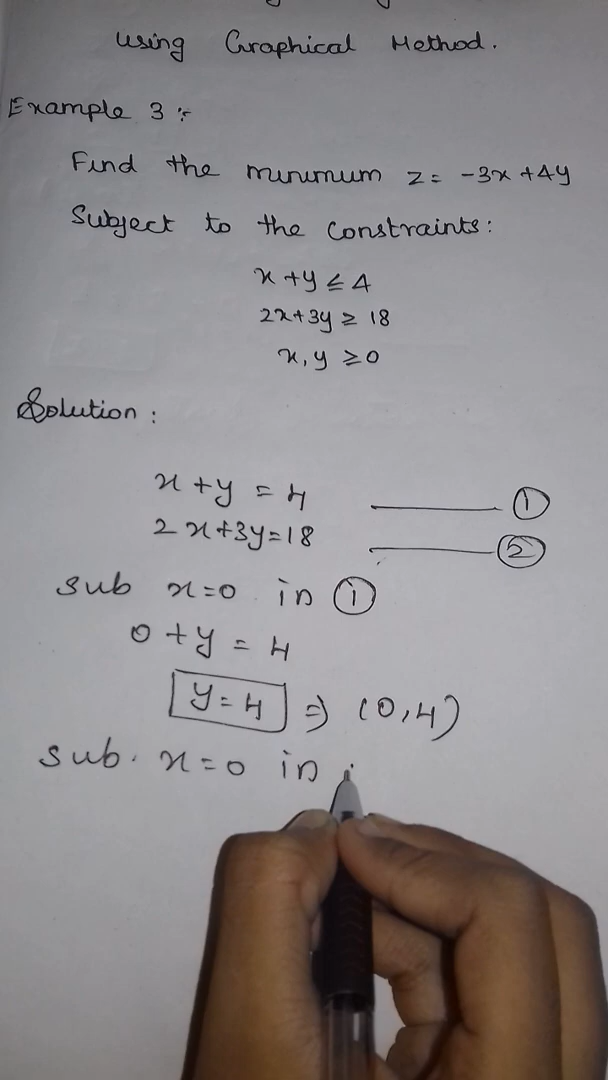 using Graphical Method.
Example 3 :-
Find the minimum z = -3x +4y
Subject to the constraints:
x +y ≤ 4
2x+3y ≥ 18
x, y ≥ 0
Solution :
x + y = 4 ——— ①
2x+3y=18 ——— ②
sub x=0 in ①
0 + y = 4
y = 4 ⇒ (0,4)
sub. x = 0 in